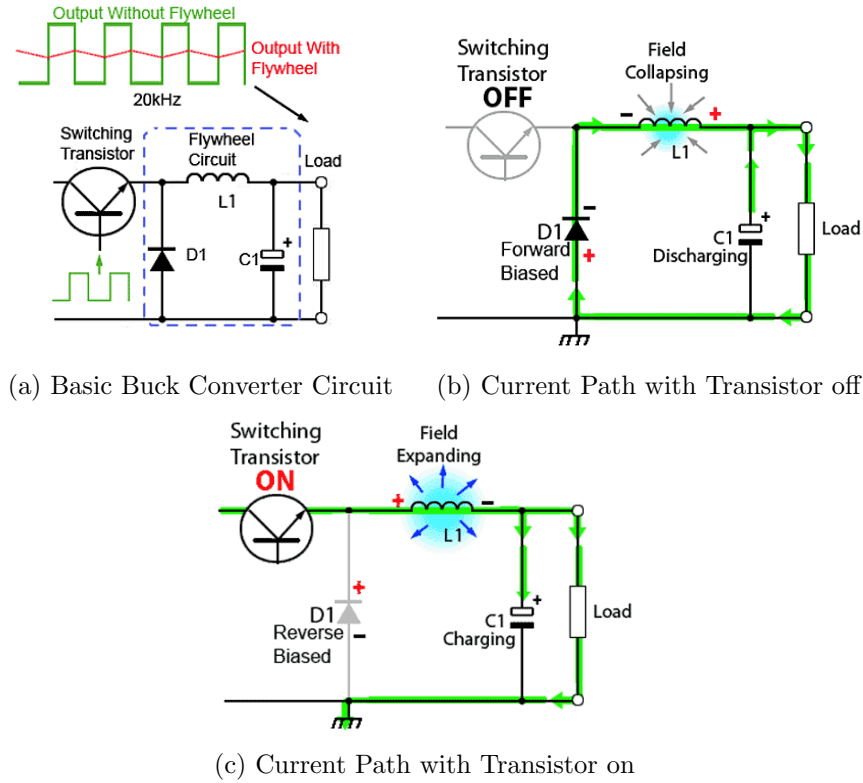 Output Without Flywheel
Output With
Flywheel
20kHz
Switching
Transistor
Flywheel
Circuit
Load
L1
D1
C1
+
(a) Basic Buck Converter Circuit
Switching
Transistor
OFF
Field
Collapsing
- +
L1
-
D1
Forward
Biased
+
+
C1
Discharging
Load
(b) Current Path with Transistor off
Switching
Transistor
ON
Field
Expanding
+ -
L1
+
D1
Reverse
Biased
-
+
C1
Charging
Load
(c) Current Path with Transistor on